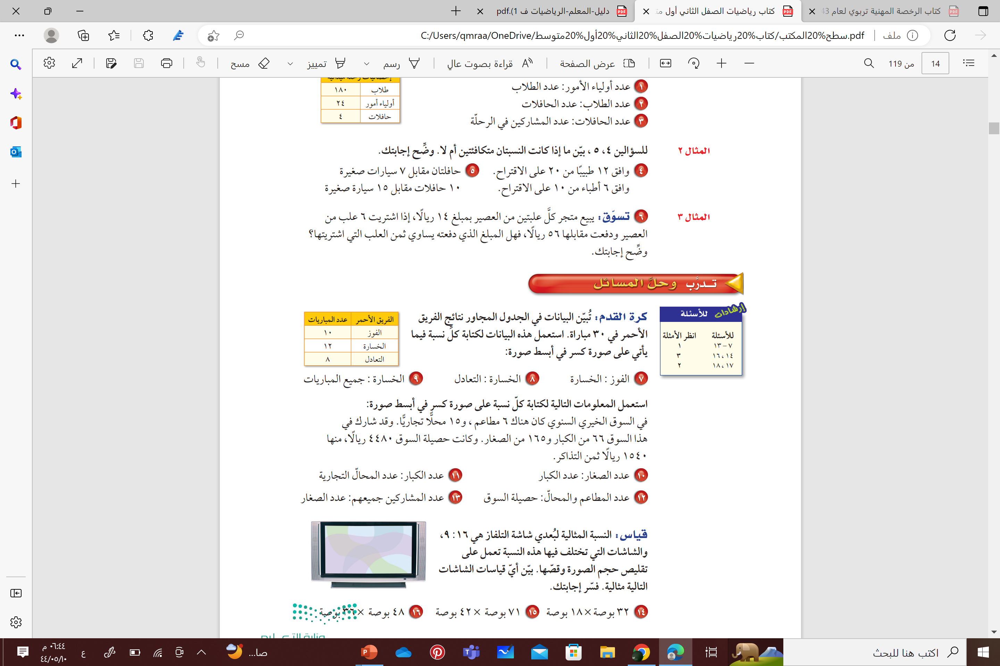 كتاب الرخصة المهنية تربوي لعام 43
كتاب رياضيات الصفل الثاني أول مت
دليل-المعلم-الرياضيات ف 1).pdf
ملف
C:/Users/qmraa/OneDrive/سطح%20المكتب/كتاب%20رياضيات%20الصفل%20الثاني%20أول%20متوسط.pdf
14 من 119
عرض الصفحة
قراءة بصوت عالٍ
رسم
تمييز
مسح
١ عدد أولياء الأمور: عدد الطلاب
٢ عدد الطلاب: عدد الحافلات
٣ عدد الحافلات: عدد المشاركين في الرحلّة
إحصائيات رحلة ميدانية
طلاب ١٨٠
أولياء أمور ٢٤
حافلات ٤
المثال ٢
للسؤالين ٤، ٥ ، بيّن ما إذا كانت النسبتان متكافئتين أم لا. وضِّح إجابتك.
٤ وافق ١٢ طبيبًا من ٢٠ على الاقتراح.
وافق ٦ أطباء من ١٠ على الاقتراح.
٥ حافلتان مقابل ٧ سيارات صغيرة
١٠ حافلات مقابل ١٥ سيارة صغيرة
المثال ٣
٦ تسوّق: يبيع متجر كلَّ علبتين من العصير بمبلغ ١٤ ريالًا، إذا اشتريت ٦ علب من
العصير ودفعت مقابلها ٥٦ ريالًا، فهل المبلغ الذي دفعته يساوي ثمن العلب التي اشتريتها؟
وضِّح إجابتك.
تـدرَّب وحلَّ المسائل
إرشادات للأسئلة
للأسئلة انظر الأمثلة
٧–١٣ ١
١٤، ١٦ ٣
١٧، ١٨ ٢
كرة القدم: تُبيّن البيانات في الجدول المجاور نتائج الفريق
الأحمر في ٣٠ مباراة. استعمل هذه البيانات لكتابة كلِّ نسبة فيما
يأتي على صورة كسر في أبسط صورة:
الفريق الأحمر عدد المباريات
الفوز ١٠
الخسارة ١٢
التعادل ٨
٧ الفوز : الخسارة
٨ الخسارة : التعادل
٩ الخسارة : جميع المباريات
استعمل المعلومات التالية لكتابة كلّ نسبة على صورة كسر في أبسط صورة:
في السوق الخيري السنوي كان هناك ٦ مطاعم ، و١٥ محلًّا تجاريًّا. وقد شارك في
هذا السوق ٦٦ من الكبار و١٦٥ من الصغار. وكانت حصيلة السوق ٤٤٨٠ ريالًا، منها
١٥٤٠ ريالًا ثمن التذاكر.
١٠ عدد الصغار: عدد الكبار
١١ عدد الكبار: عدد المحالّ التجارية
١٢ عدد المطاعم والمحالّ: حصيلة السوق
١٣ عدد المشاركين جميعهم: عدد الصغار
قياس: النسبة المثالية لبُعدي شاشة التلفاز هي ١٦: ٩،
والشاشات التي تختلف فيها هذه النسبة تعمل على
تقليص حجم الصورة وقصّها. بيّن أيّ قياسات الشاشات
التالية مثالية. فسّر إجابتك.
١٤ ٣٢ بوصة × ١٨ بوصة
١٥ ٧١ بوصة × ٤٢ بوصة
١٦ ٤٨ بوصة × ٣٦ بوصة
اكتب هنا للبحث
صا...
ع
٠٦:٤٤ م
٤٤/٠٥/١٠